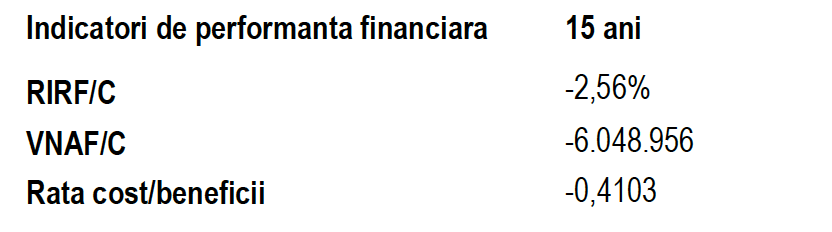 Indicatori de performanta financiara 15 ani
RIRF/C -2,56%
VNAF/C -6.048.956
Rata cost/beneficii -0,4103